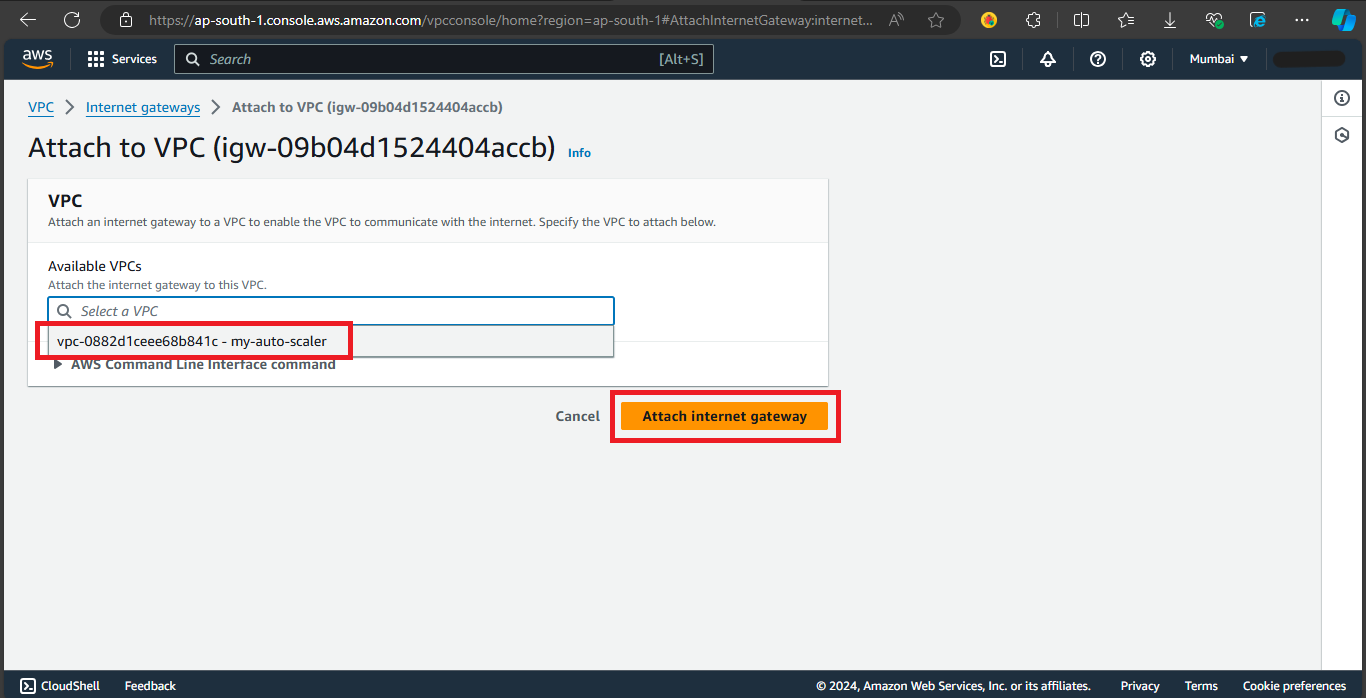 https://ap-south-1.console.aws.amazon.com/vpcconsole/home?region=ap-south-1#AttachInternetGateway:internet...
aws
Services
Search
[Alt+S]
Mumbai
VPC
Internet gateways
Attach to VPC (igw-09b04d1524404accb)
Attach to VPC (igw-09b04d1524404accb)
Info
VPC
Attach an internet gateway to a VPC to enable the VPC to communicate with the internet. Specify the VPC to attach below.
Available VPCs
Attach the internet gateway to this VPC.
Select a VPC
vpc-0882d1ceee68b841c - my-auto-scaler
AWS Command Line Interface command
Cancel
Attach internet gateway
CloudShell
Feedback
© 2024, Amazon Web Services, Inc. or its affiliates.
Privacy
Terms
Cookie preferences